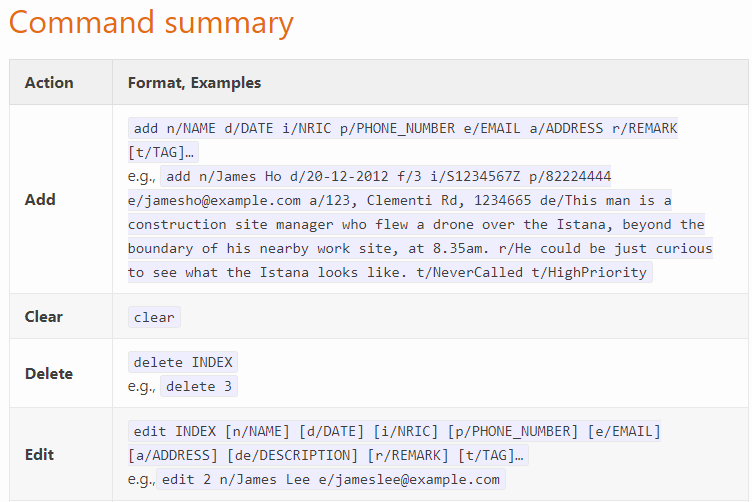 Command summary
Action Format, Examples
Add
add n/NAME d/DATE i/NRIC p/PHONE_NUMBER e/EMAIL a/ADDRESS r/REMARK
[t/TAG]…
e.g., add n/James Ho d/20-12-2012 f/3 i/S1234567Z p/82224444
e/jamesho@example.com a/123, Clementi Rd, 1234665 de/This man is a
construction site manager who flew a drone over the Istana, beyond the
boundary of his nearby work site, at 8.35am. r/He could be just curious
to see what the Istana looks like. t/NeverCalled t/HighPriority
Clear clear
Delete
delete INDEX
e.g., delete 3
Edit
edit INDEX [n/NAME] [d/DATE] [i/NRIC] [p/PHONE_NUMBER] [e/EMAIL]
[a/ADDRESS] [de/DESCRIPTION] [r/REMARK] [t/TAG]…
e.g., edit 2 n/James Lee e/jameslee@example.com